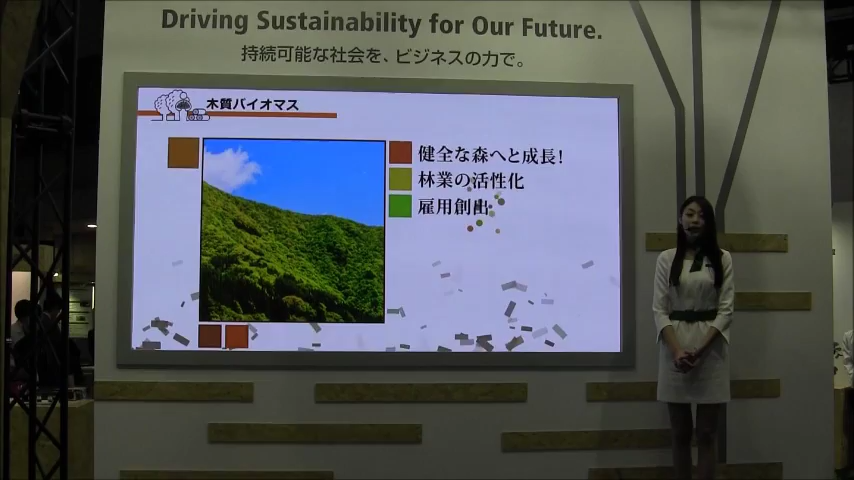 Driving Sustainability for Our Future.
持続可能な社会を、ビジネスの力で。
木質バイオマス
健全な森へと成長!
林業の活性化
雇用創出